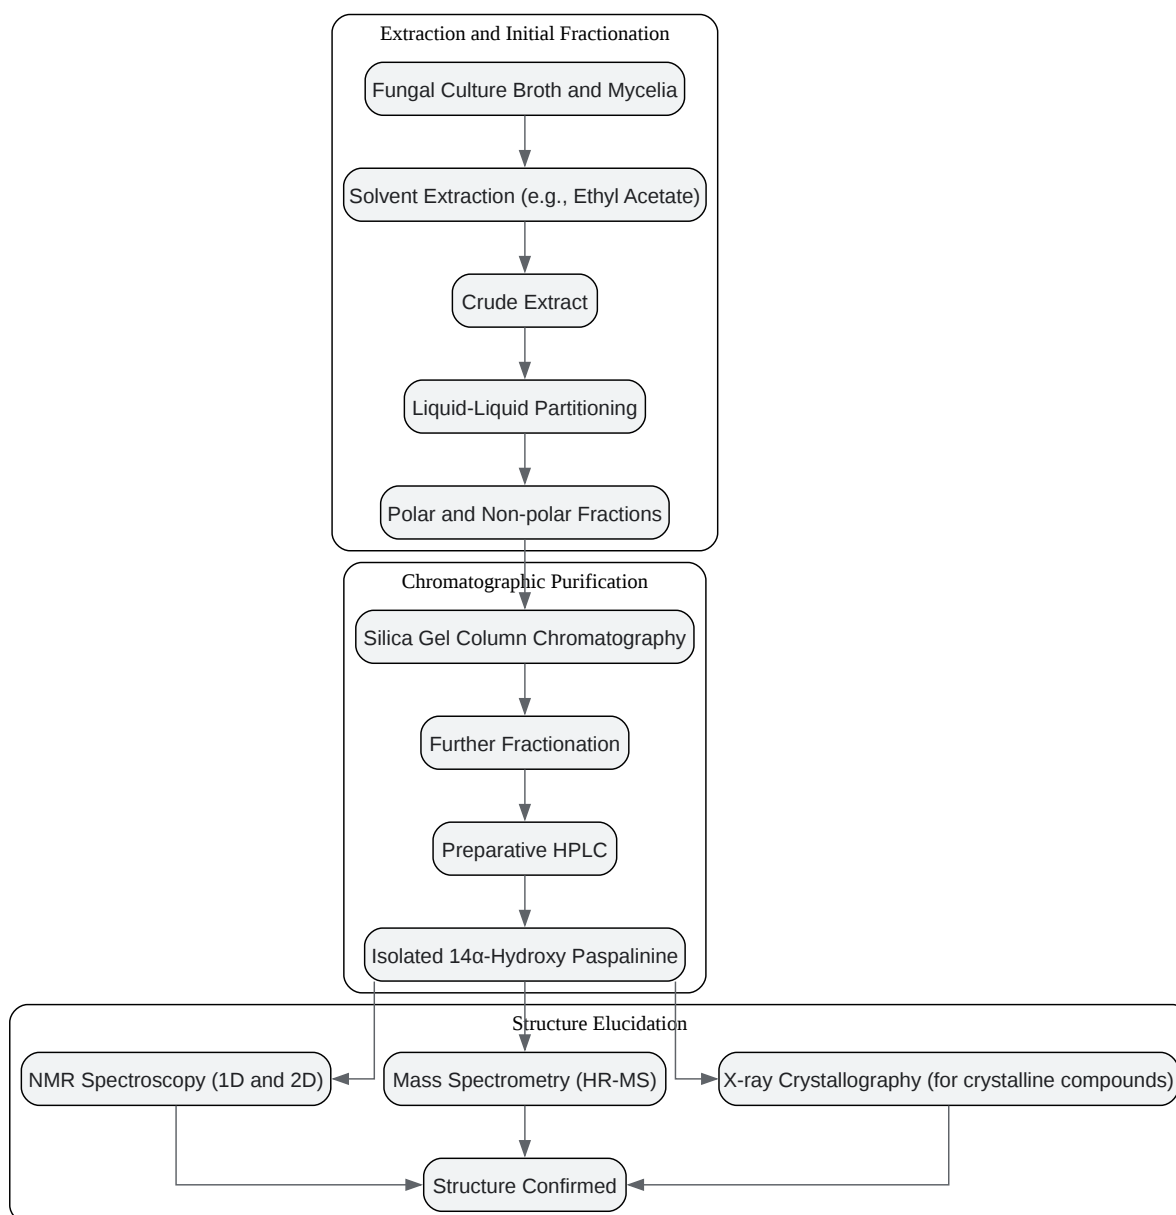 Extraction and Initial Fractionation
Fungal Culture Broth and Mycelia
Solvent Extraction (e.g., Ethyl Acetate)
Crude Extract
Liquid-Liquid Partitioning
Polar and Non-polar Fractions
Chromatographic Purification
Silica Gel Column Chromatography
Further Fractionation
Preparative HPLC
Isolated 14α-Hydroxy Paspalinine
Structure Elucidation
NMR Spectroscopy (1D and 2D)
Mass Spectrometry (HR-MS)
X-ray Crystallography (for crystalline compounds)
Structure Confirmed